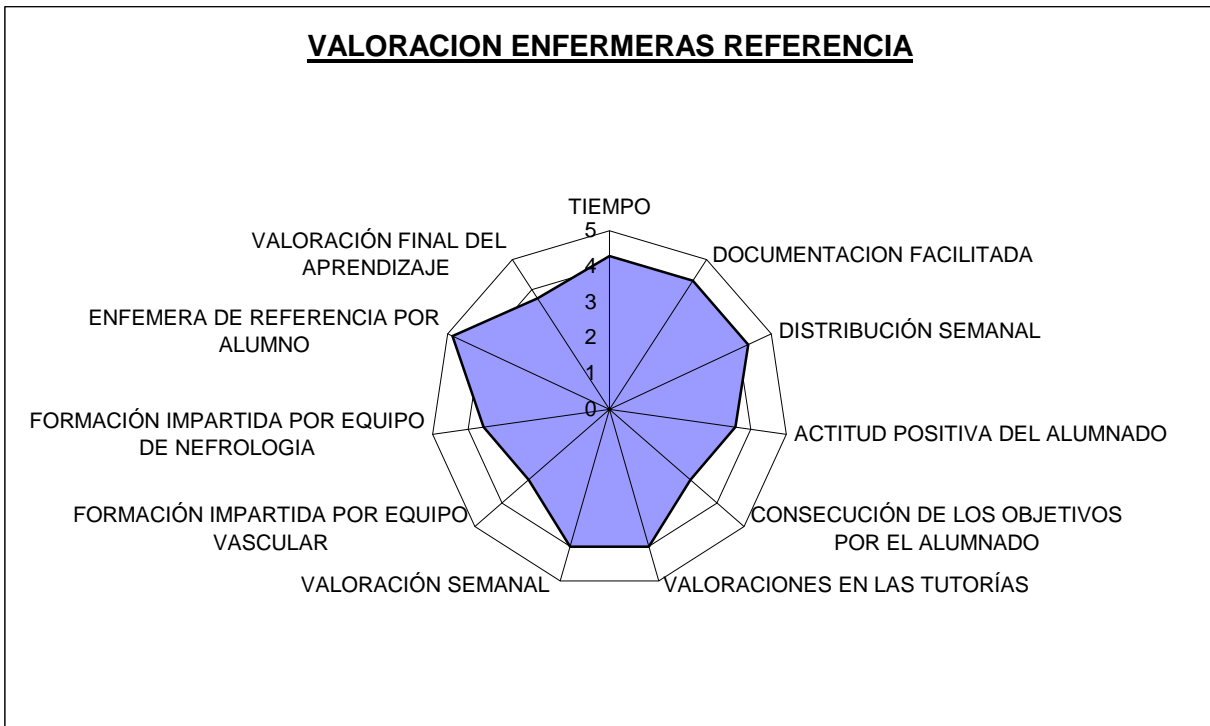 VALORACION ENFERMERAS REFERENCIA
TIEMPO
DOCUMENTACION FACILITADA
DISTRIBUCIÓN SEMANAL
ACTITUD POSITIVA DEL ALUMNADO
CONSECUCIÓN DE LOS OBJETIVOS
POR EL ALUMNADO
VALORACIONES EN LAS TUTORÍAS
VALORACIÓN SEMANAL
FORMACIÓN IMPARTIDA POR EQUIPO
VASCULAR
FORMACIÓN IMPARTIDA POR EQUIPO
DE NEFROLOGIA
ENFEMERA DE REFERENCIA POR
ALUMNO
VALORACIÓN FINAL DEL
APRENDIZAJE
5
4
3
2
1
0